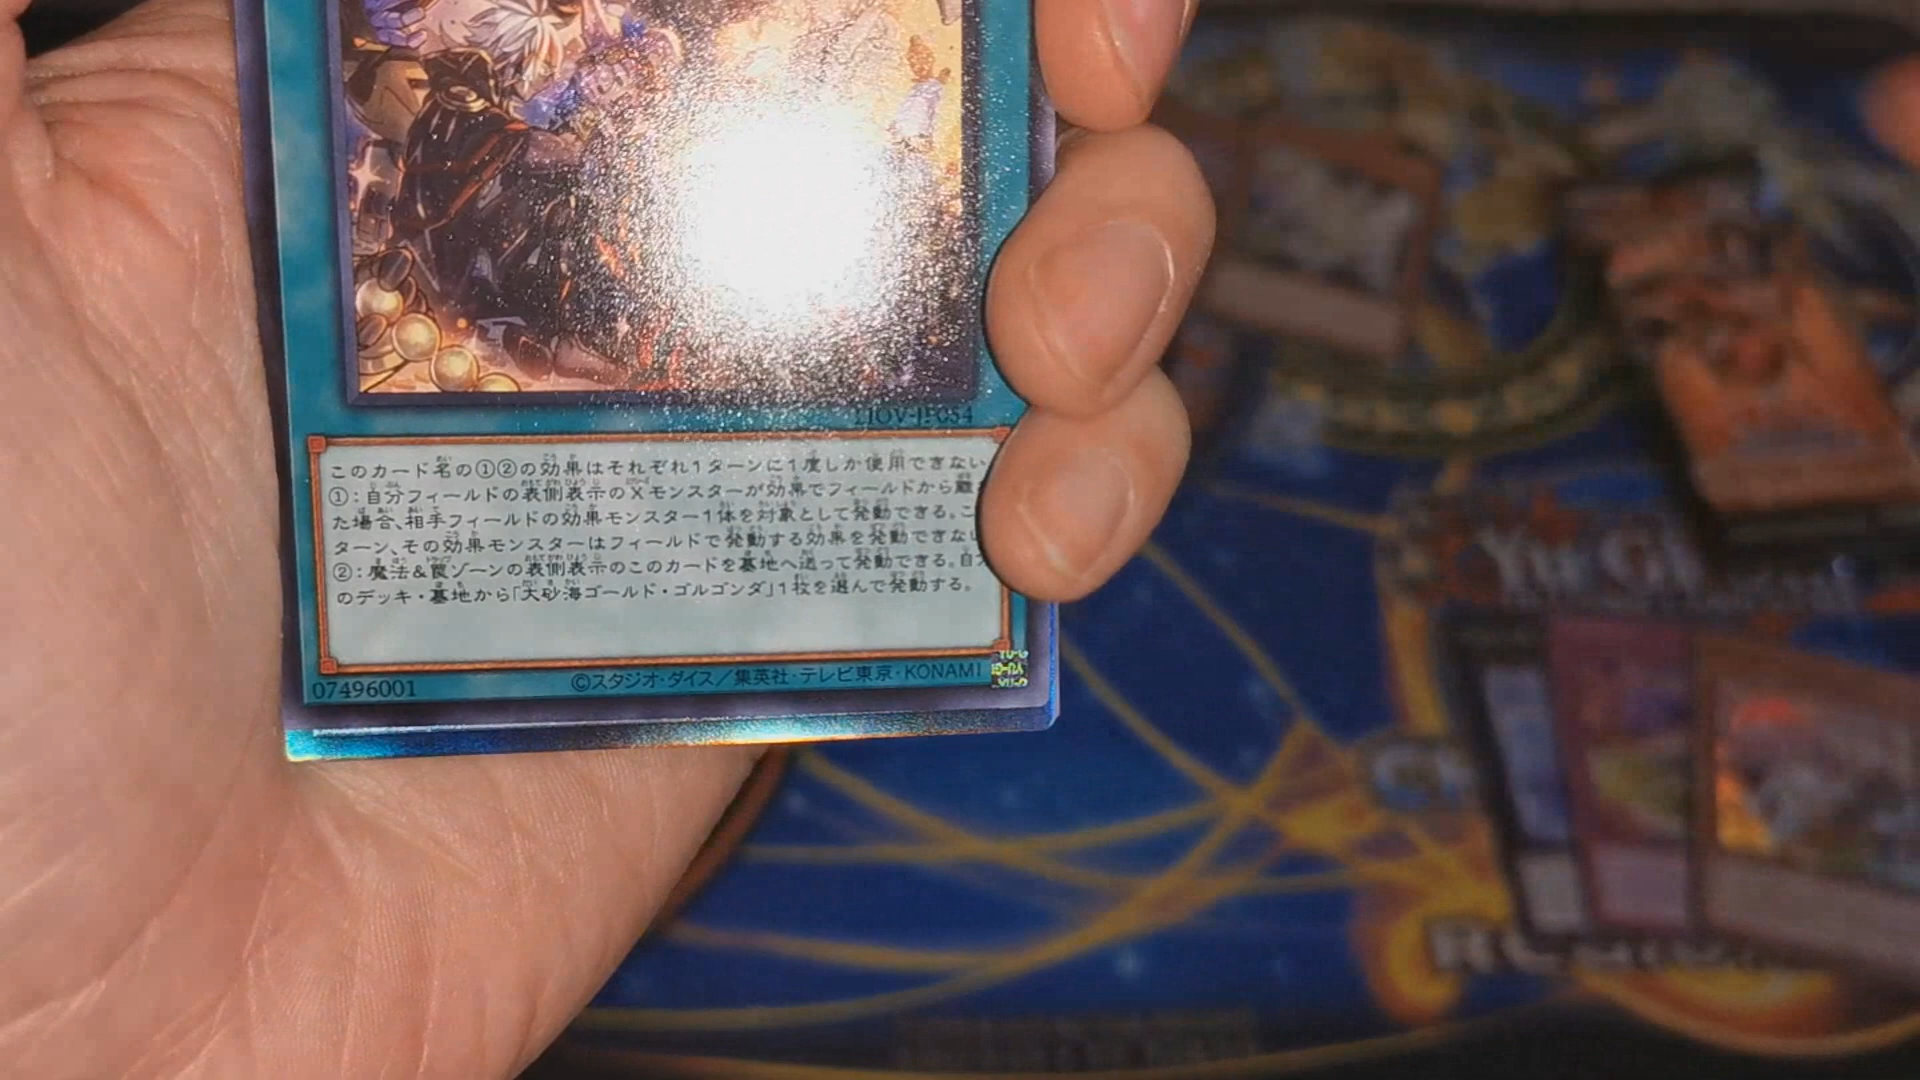 LIOV-JP054
このカード名の①②の効果はそれぞれ1ターンに1度しか使用できない
①:自分フィールドの表側表示のXモンスターが効果でフィールドから離
た場合、相手フィールドの効果モンスター1体を対象として発動できる。こ
ターン、その効果モンスターはフィールドで発動する効果を発動できない
②:魔法&罠ゾーンの表側表示のこのカードを墓地へ送って発動できる。自
のデッキ・墓地から「大砂海ゴールド・ゴルゴンダ」1枚を選んで発動する。
07496001 ©スタジオ・ダイス／集英社・テレビ東京・KONAMI